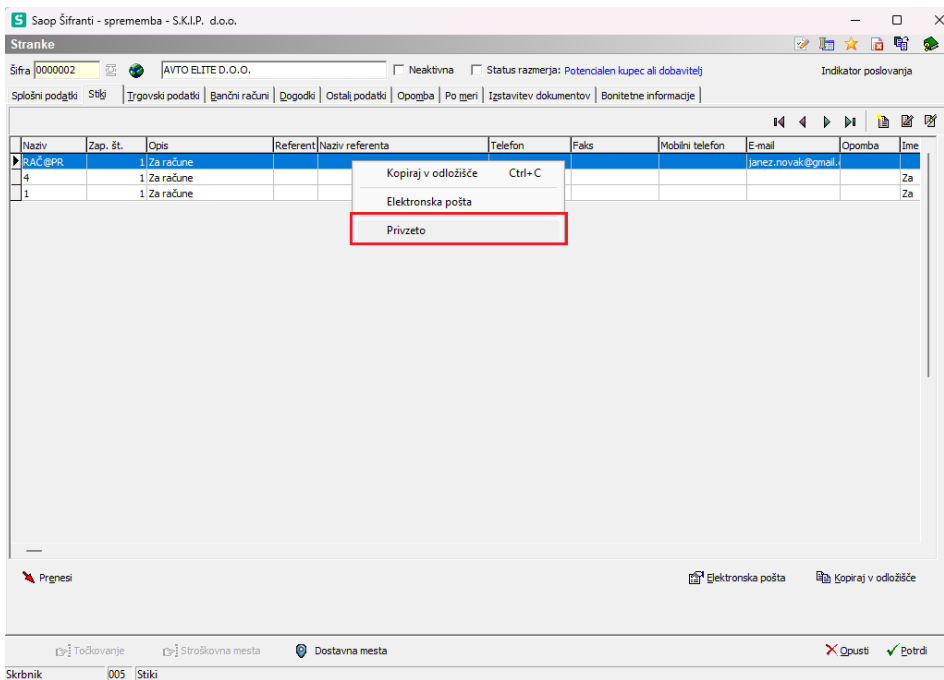 Saop Šifranti - sprememba - S.K.I.P. d.o.o.
Stranke
Šifra 0000002 AVTO ELITE D.O.O. Neaktivna Status razmerja: Potencialen kupec ali dobavitelj Indikator poslovanja
Splošni podatki Stiki Trgovski podatki Bančni računi Dogodki Ostali podatki Opomba Po meri Izstavitev dokumentov Bonitetne informacije
Naziv Zap. št. Opis Referent Naziv referenta Telefon Faks Mobilni telefon E-mail Opomba Ime
RAČ@PR 1 Za račune janez.novak@gmail.
4 1 Za račune Za
1 1 Za račune Za
Kopiraj v odložišče Ctrl+C
Elektronska pošta
Privzeto
Prenesi Elektronska pošta Kopiraj v odložišče
Točkovanje Stroškovna mesta Dostavna mesta Opusti Potrdi
Skrbnik 005 Stiki